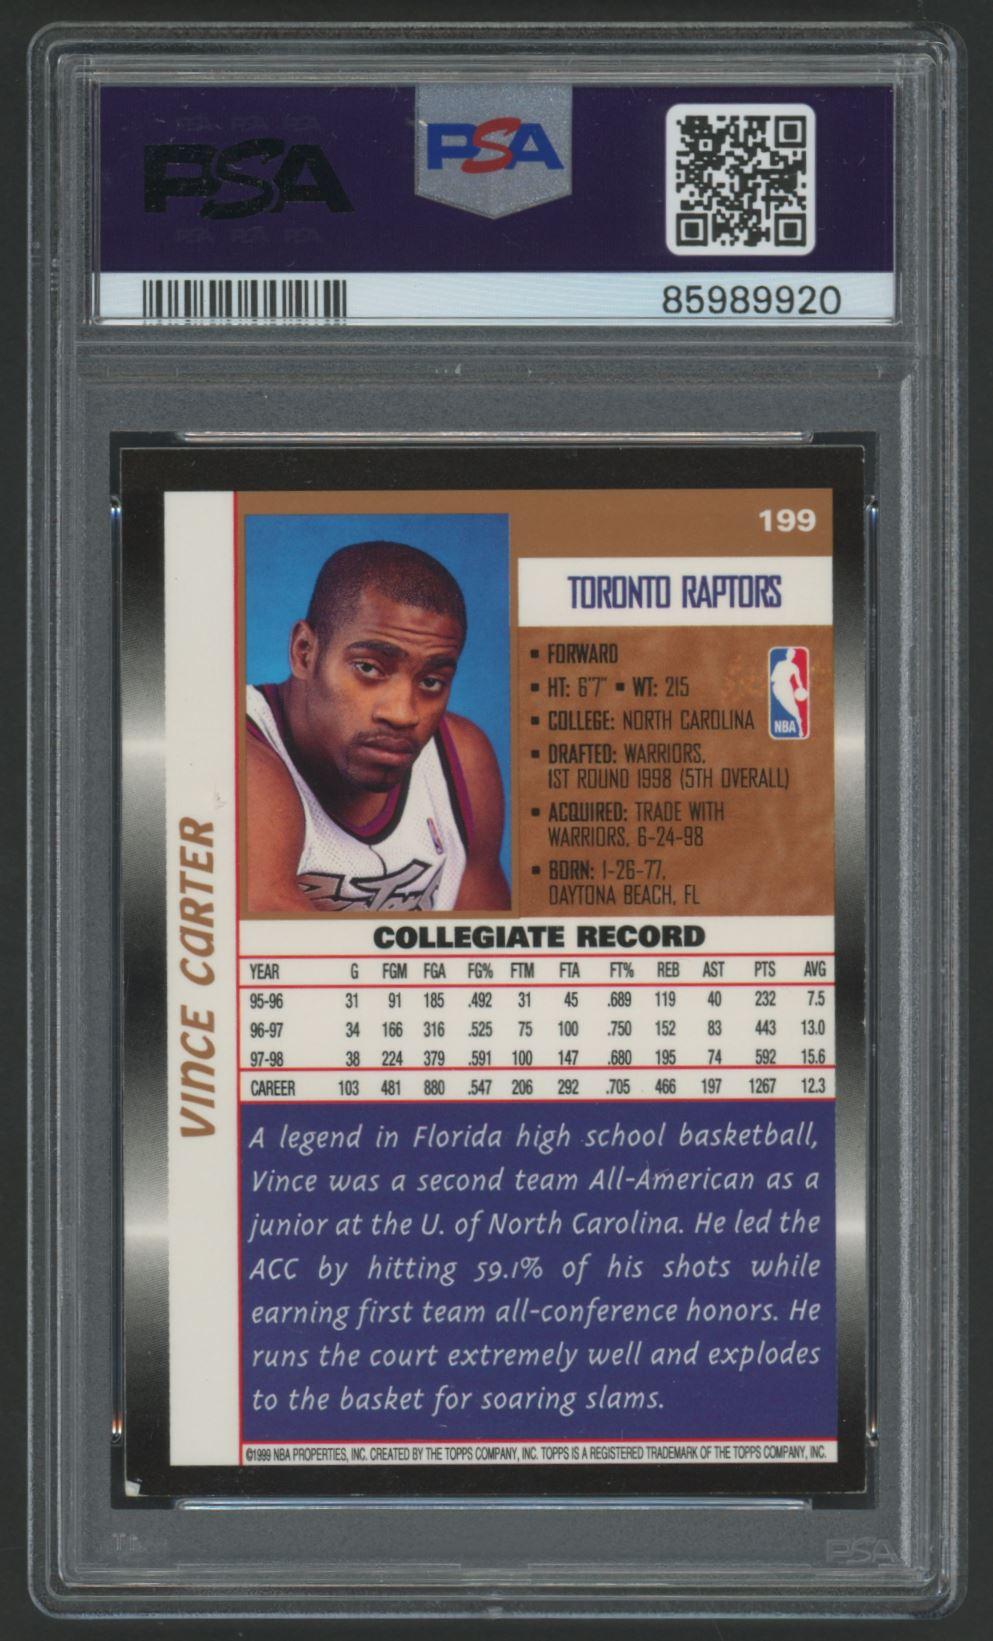 PSA PSA PSA
PSA
PSA
PSA PSA PSA
85989920
199
TORONTO RAPTORS
▪ FORWARD
▪ HT: 6'7" ▪ WT: 215
▪ COLLEGE: NORTH CAROLINA
▪ DRAFTED: WARRIORS,
1ST ROUND 1998 (5TH OVERALL)
▪ ACQUIRED: TRADE WITH
WARRIORS, 6-24-98
▪ BORN: 1-26-77,
DAYTONA BEACH, FL
NBA
VINCE CARTER
COLLEGIATE RECORD
YEAR G FGM FGA FG% FTM FTA FT% REB AST PTS AVG
95-96 31 91 185 .492 31 45 .689 119 40 232 7.5
96-97 34 166 316 .525 75 100 .750 152 83 443 13.0
97-98 38 224 379 .591 100 147 .680 195 74 592 15.6
CAREER 103 481 880 .547 206 292 .705 466 197 1267 12.3
A legend in Florida high school basketball,
Vince was a second team All-American as a
junior at the U. of North Carolina. He led the
ACC by hitting 59.1% of his shots while
earning first team all-conference honors. He
runs the court extremely well and explodes
to the basket for soaring slams.
©1999 NBA PROPERTIES, INC. CREATED BY THE TOPPS COMPANY, INC. TOPPS IS A REGISTERED TRADEMARK OF THE TOPPS COMPANY, INC.
PSA